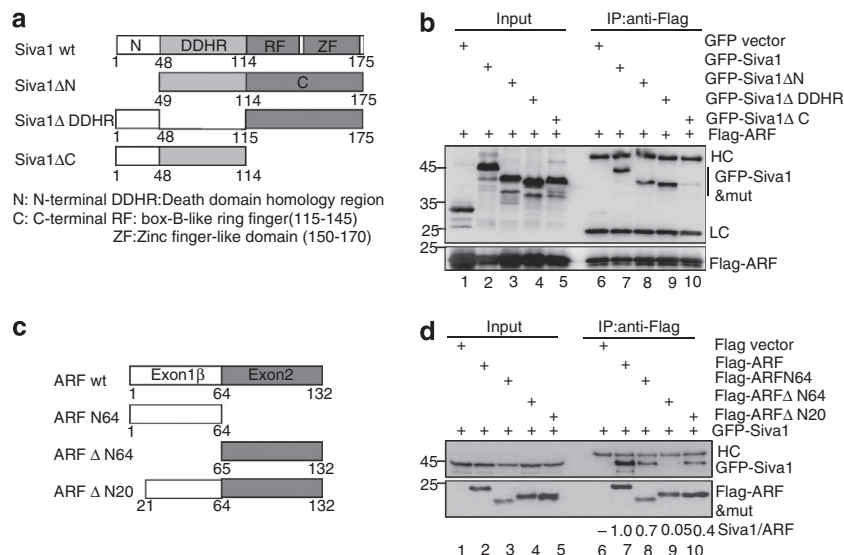 a
Siva1 wt
N DDHR RF ZF
1 48 114 175
Siva1ΔN
C
49 114 175
Siva1Δ DDHR
1 48 115 175
Siva1ΔC
1 48 114
N: N-terminal DDHR:Death domain homology region
C: C-terminal RF: box-B-like ring finger(115-145)
ZF:Zinc finger-like domain (150-170)
b
Input IP:anti-Flag
+ + GFP vector
+ + GFP-Siva1
+ + GFP-Siva1ΔN
+ + GFP-Siva1Δ DDHR
+ + GFP-Siva1Δ C
+ + + + + + + + + + Flag-ARF
HC
45
GFP-Siva1
&mut
35
25
LC
25
Flag-ARF
1 2 3 4 5 6 7 8 9 10
c
ARF wt
Exon1β Exon2
1 64 132
ARF N64
1 64
ARF Δ N64
65 132
ARF Δ N20
21 64 132
d
Input IP:anti-Flag
+ + Flag vector
+ + Flag-ARF
+ + Flag-ARFN64
+ + Flag-ARFΔ N64
+ + Flag-ARFΔ N20
+ + + + + + + + + + GFP-Siva1
HC
45
GFP-Siva1
25
Flag-ARF
&mut
– 1.0 0.7 0.05 0.4 Siva1/ARF
1 2 3 4 5 6 7 8 9 10